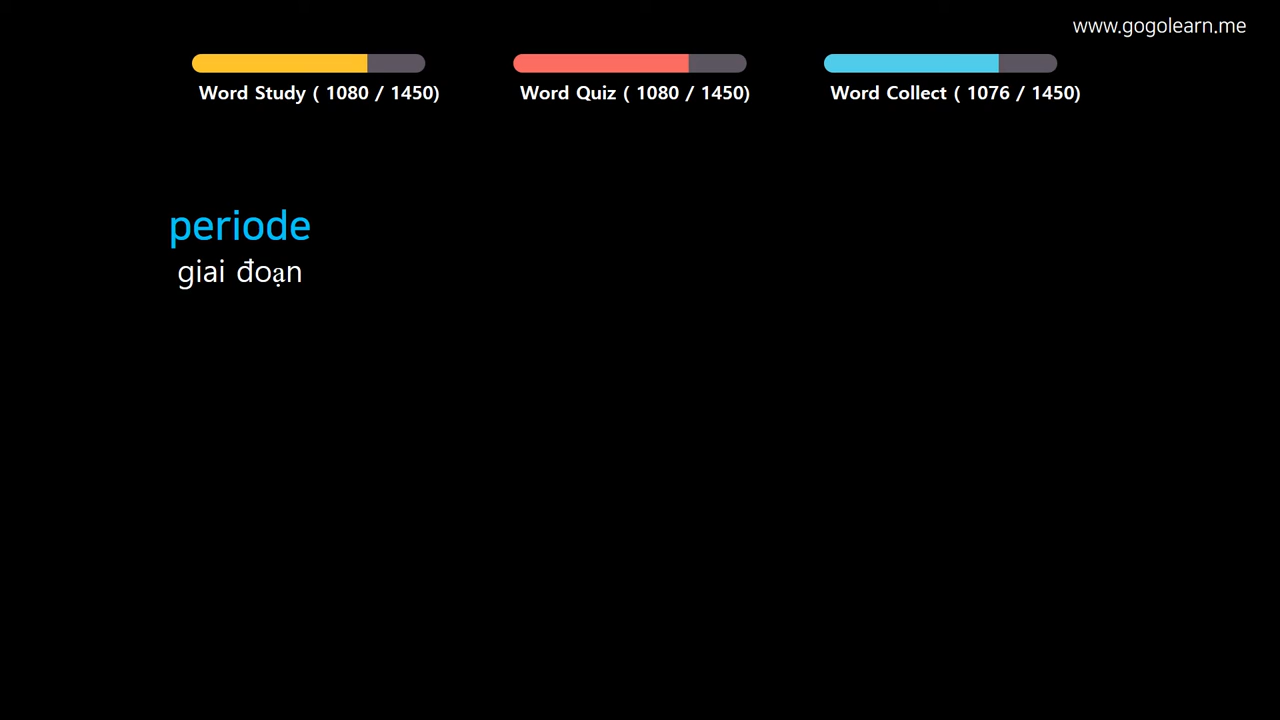 www.gogolearn.me
Word Study ( 1080 / 1450)
Word Quiz ( 1080 / 1450)
Word Collect ( 1076 / 1450)
periode
giai đoạn